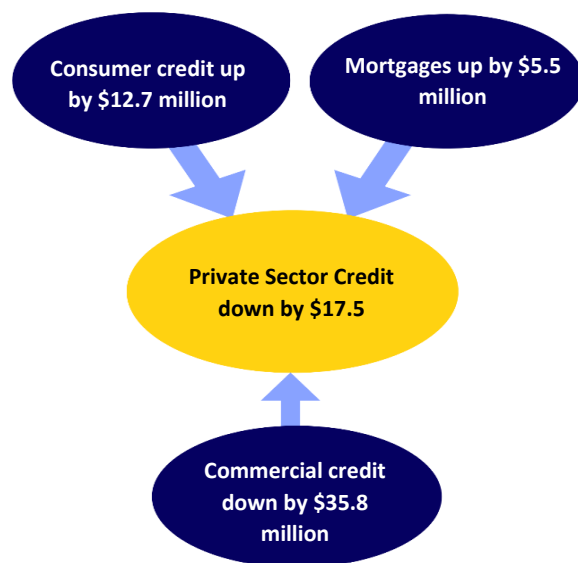 Consumer credit up
by $12.7 million
Mortgages up by $5.5
million
Private Sector Credit
down by $17.5
Commercial credit
down by $35.8
million